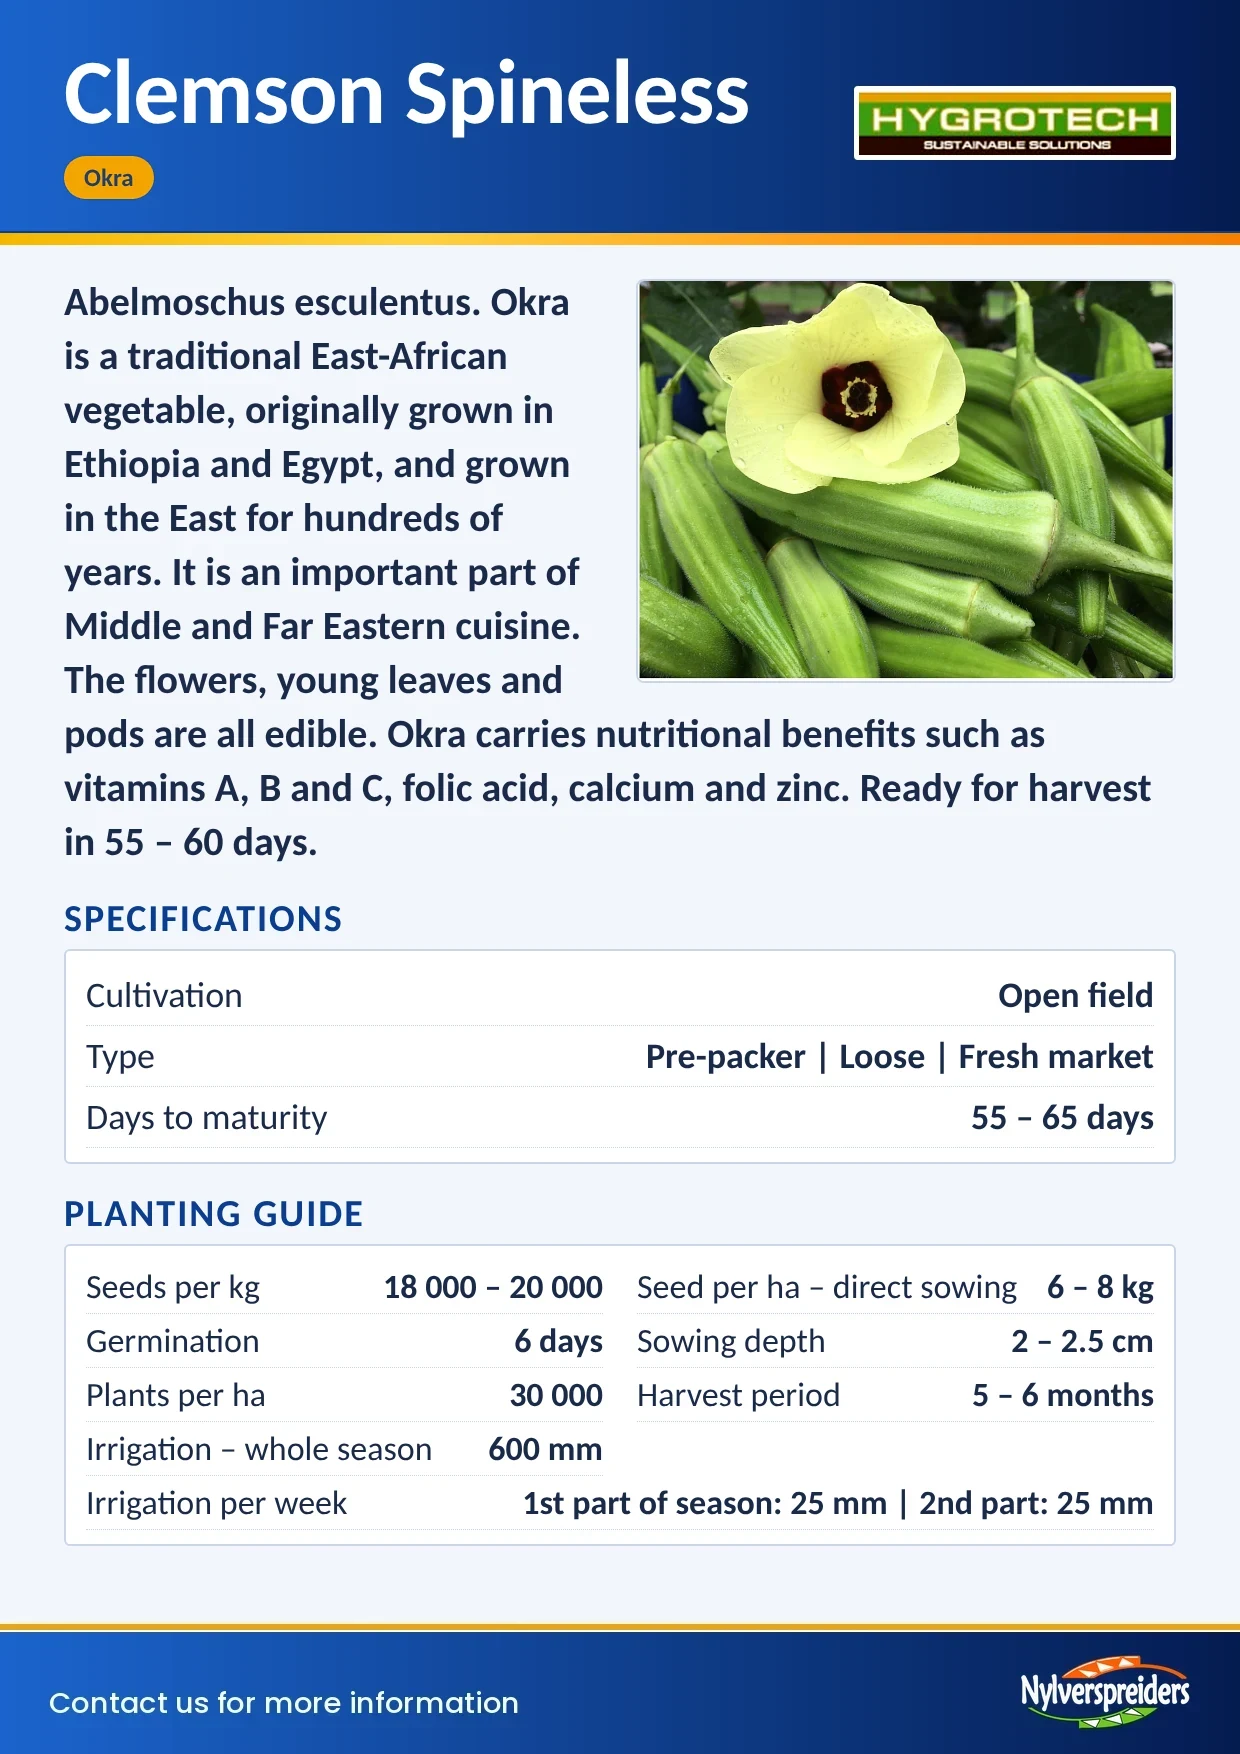 Clemson Spineless
HYGROTECH
SUSTAINABLE SOLUTIONS
Okra
Abelmoschus esculentus. Okra
is a traditional East-African
vegetable, originally grown in
Ethiopia and Egypt, and grown
in the East for hundreds of
years. It is an important part of
Middle and Far Eastern cuisine.
The flowers, young leaves and
pods are all edible. Okra carries nutritional benefits such as
vitamins A, B and C, folic acid, calcium and zinc. Ready for harvest
in 55 – 60 days.
SPECIFICATIONS
Cultivation Open field
Type Pre-packer | Loose | Fresh market
Days to maturity 55 – 65 days
PLANTING GUIDE
Seeds per kg 18 000 – 20 000 Seed per ha – direct sowing 6 – 8 kg
Germination 6 days Sowing depth 2 – 2.5 cm
Plants per ha 30 000 Harvest period 5 – 6 months
Irrigation – whole season 600 mm
Irrigation per week 1st part of season: 25 mm | 2nd part: 25 mm
Contact us for more information
Nylverspreiders